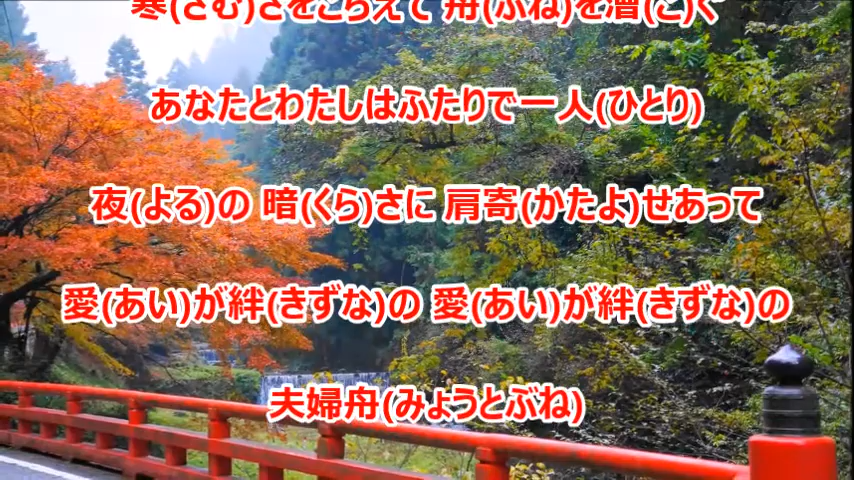 寒(さむ)さをこらえて 舟(ふね)を漕(こ)ぐ
あなたとわたしはふたりで一人(ひとり)
夜(よる)の 暗(くら)さに 肩寄(かたよ)せあって
愛(あい)が絆(きずな)の 愛(あい)が絆(きずな)の
夫婦舟(みょうとぶね)